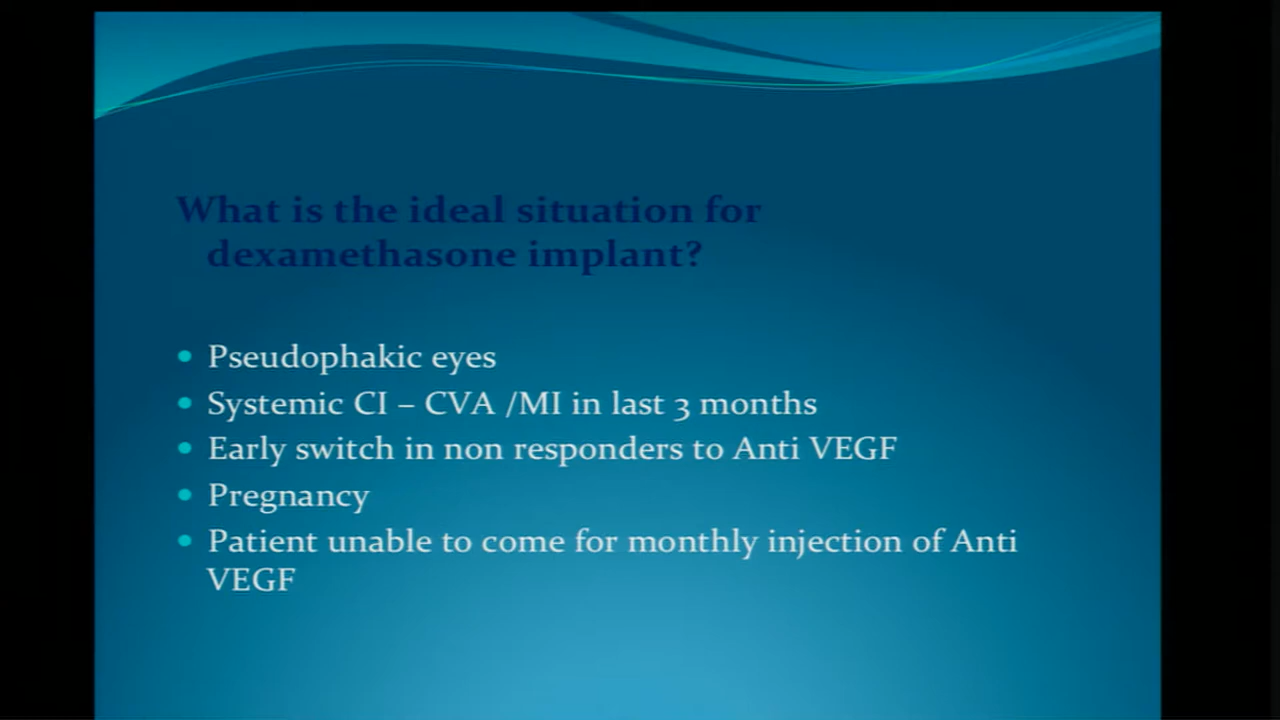 What is the ideal situation for
dexamethasone implant?
Pseudophakic eyes
Systemic CI – CVA /MI in last 3 months
Early switch in non responders to Anti VEGF
Pregnancy
Patient unable to come for monthly injection of Anti
VEGF